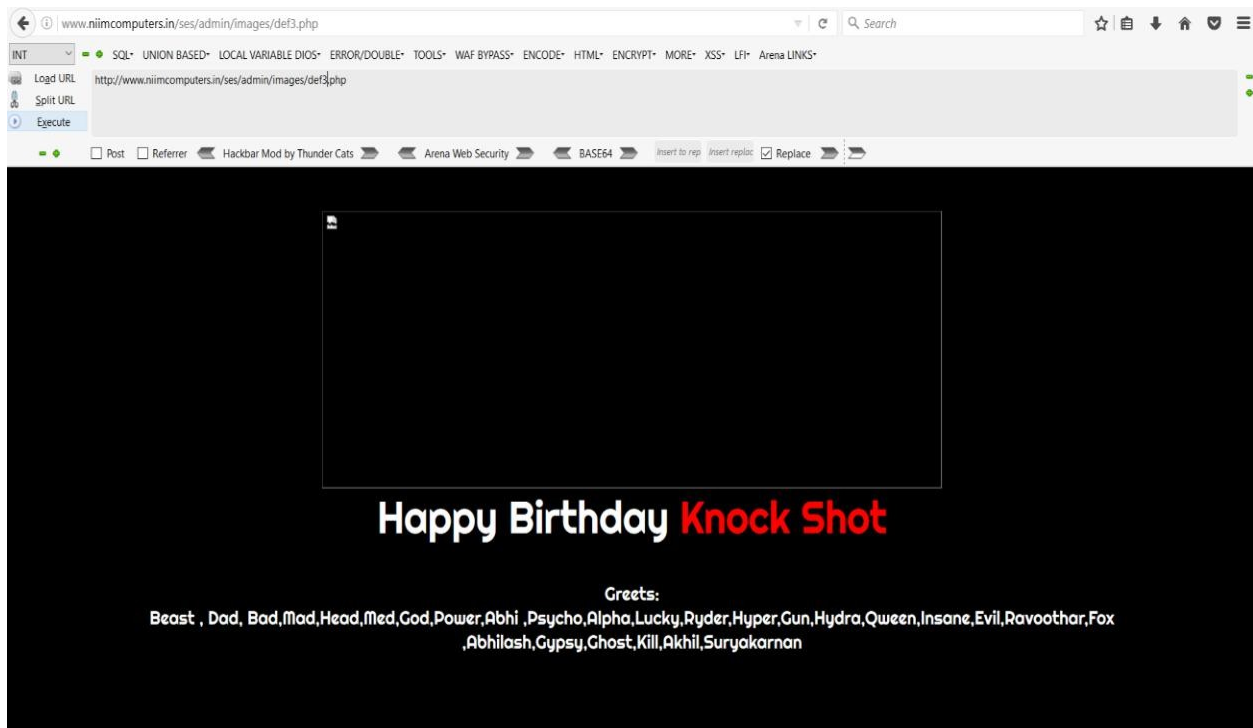 www.niimcomputers.in/ses/admin/images/def3.php
Search
INT
SQL- UNION BASED- LOCAL VARIABLE DIOS- ERROR/DOUBLE- TOOLS- WAF BYPASS- ENCODE- HTML- ENCRYPT- MORE- XSS- LFI- Arena LINKS-
Load URL
http://www.niimcomputers.in/ses/admin/images/def3.php
Split URL
Execute
Post Referrer Hackbar Mod by Thunder Cats Arena Web Security BASE64 Insert to rep Insert replac Replace
Happy Birthday Knock Shot
Greets:
Beast , Dad, Bad,Mad,Head,Med,God,Power,Abhi ,Psycho,Alpha,Lucky,Ryder,Hyper,Gun,Hydra,Qween,Insane,Evil,Ravoothar,Fox
,Abhilash,Gypsy,Ghost,Kill,Akhil,Suryakarnan